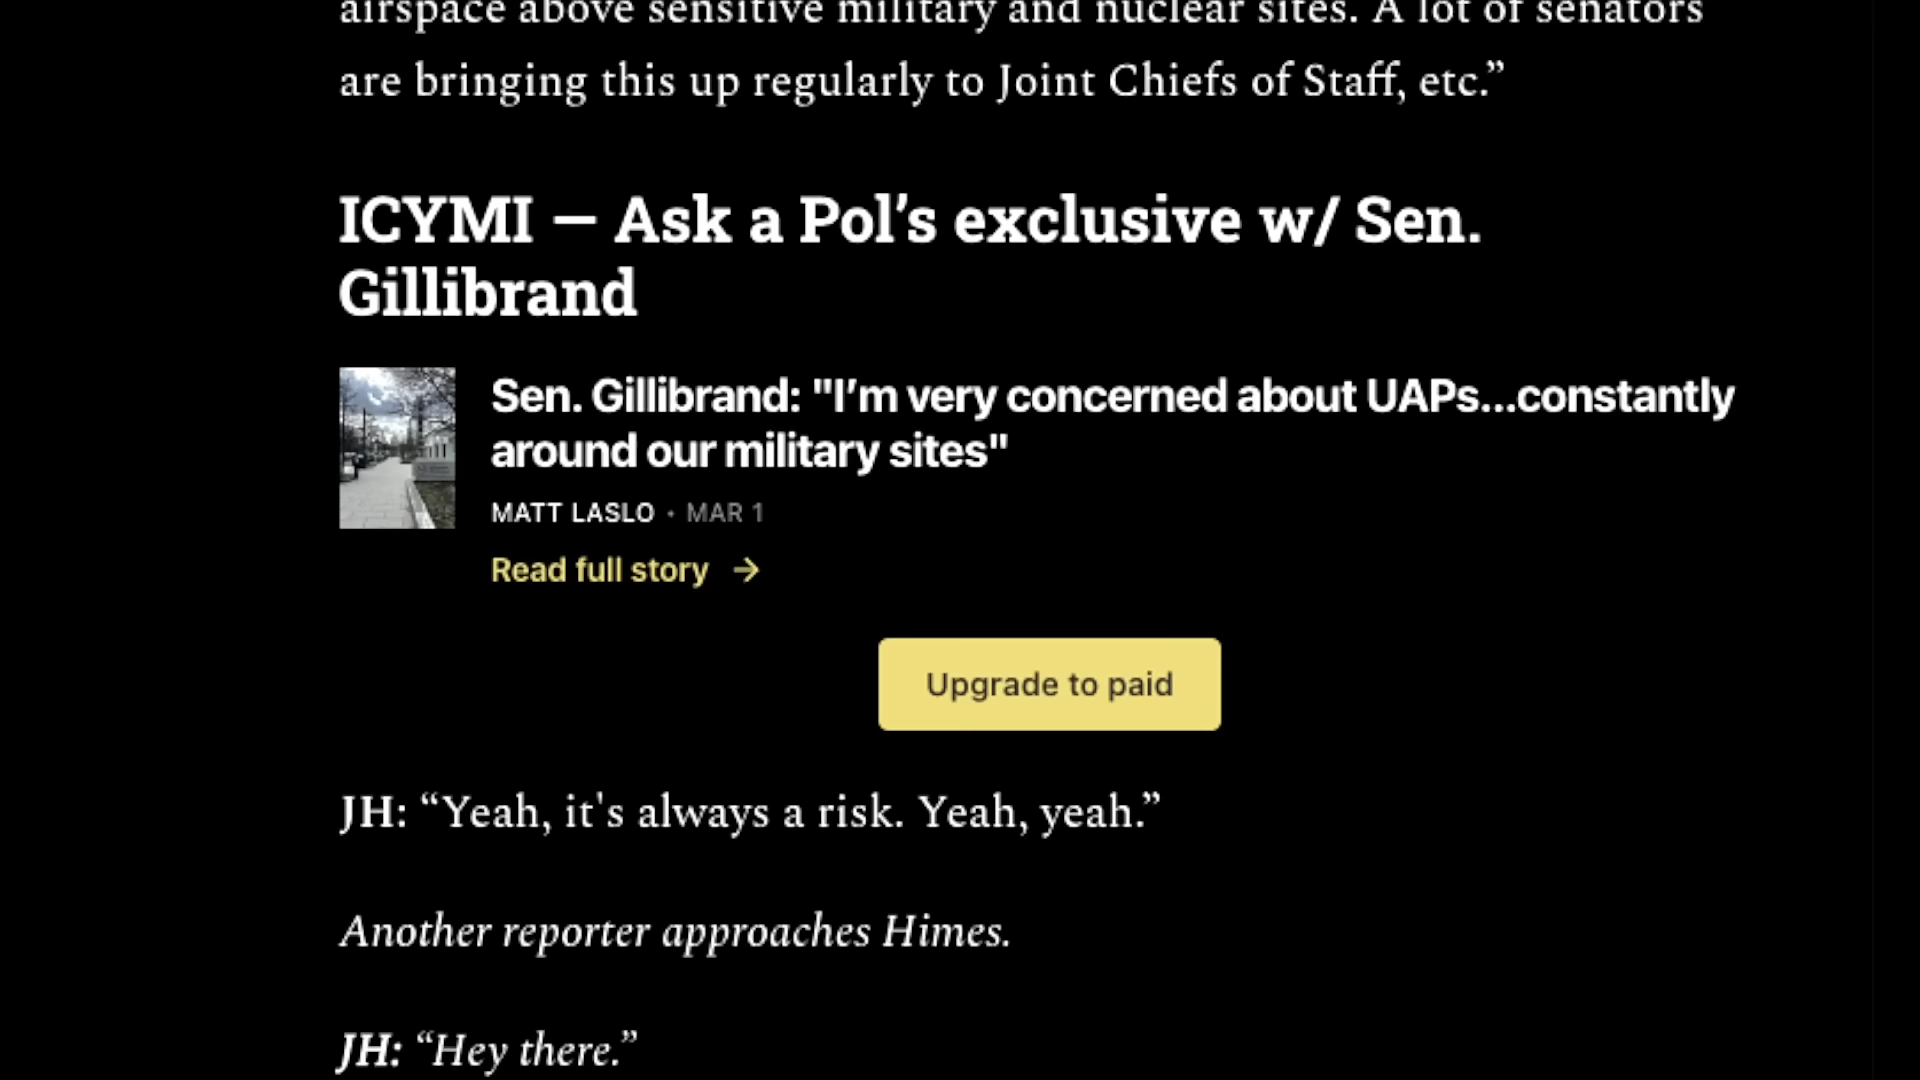 airspace above sensitive military and nuclear sites. A lot of senators
are bringing this up regularly to Joint Chiefs of Staff, etc.”
ICYMI — Ask a Pol’s exclusive w/ Sen.
Gillibrand
Sen. Gillibrand: "I’m very concerned about UAPs...constantly
around our military sites"
MATT LASLO • MAR 1
Read full story →
Upgrade to paid
JH: “Yeah, it's always a risk. Yeah, yeah.”
Another reporter approaches Himes.
JH: “Hey there.”